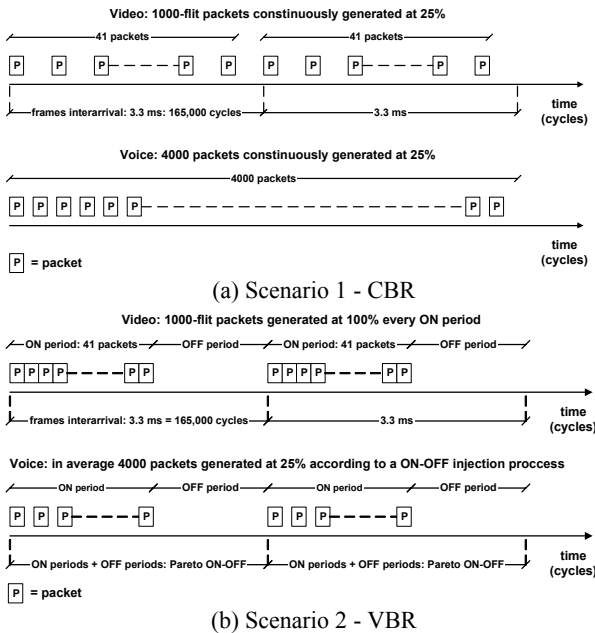 Video: 1000-flit packets constinuously generated at 25%
41 packets 41 packets
P P P P P P P P P P
frames interarrival: 3.3 ms: 165,000 cycles 3.3 ms
time
(cycles)
Voice: 4000 packets constinuously generated at 25%
4000 packets
P P P P P P P P
time
(cycles)
P = packet
(a) Scenario 1 - CBR
Video: 1000-flit packets generated at 100% every ON period
ON period: 41 packets OFF period ON period: 41 packets OFF period
P P P P P P P P P P P P
frames interarrival: 3.3 ms = 165,000 cycles 3.3 ms
time
(cycles)
Voice: in average 4000 packets generated at 25% according to a ON-OFF injection proccess
ON period OFF period ON period OFF period
P P P P P P P P
ON periods + OFF periods: Pareto ON-OFF ON periods + OFF periods: Pareto ON-OFF
time
(cycles)
P = packet
(b) Scenario 2 - VBR